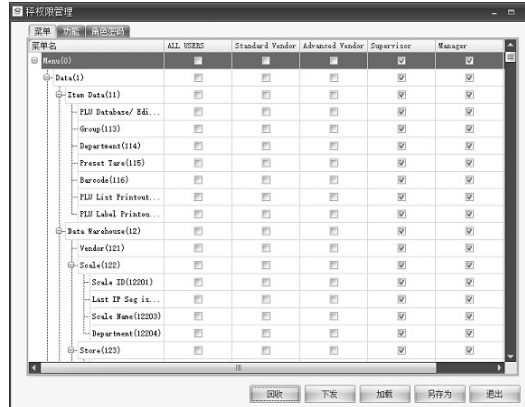 秤权限管理
菜单 功能 角色密码
菜单名 ALL USERS Standard Vendor Advanced Vendor Supervisor Manager
Menu(0)
Data(1)
Item Data(11)
PLU Database/ Edi...
Group(113)
Department(114)
Preset Tare(115)
Barcode(116)
PLU List Printout...
PLU Label Printou...
Data Warehouse(12)
Vendor(121)
Scale(122)
Scale ID(12201)
Last IP Seg is...
Scale Name(12203)
Department(12204)
Store(123)
回收 下发 加载 另存为 退出